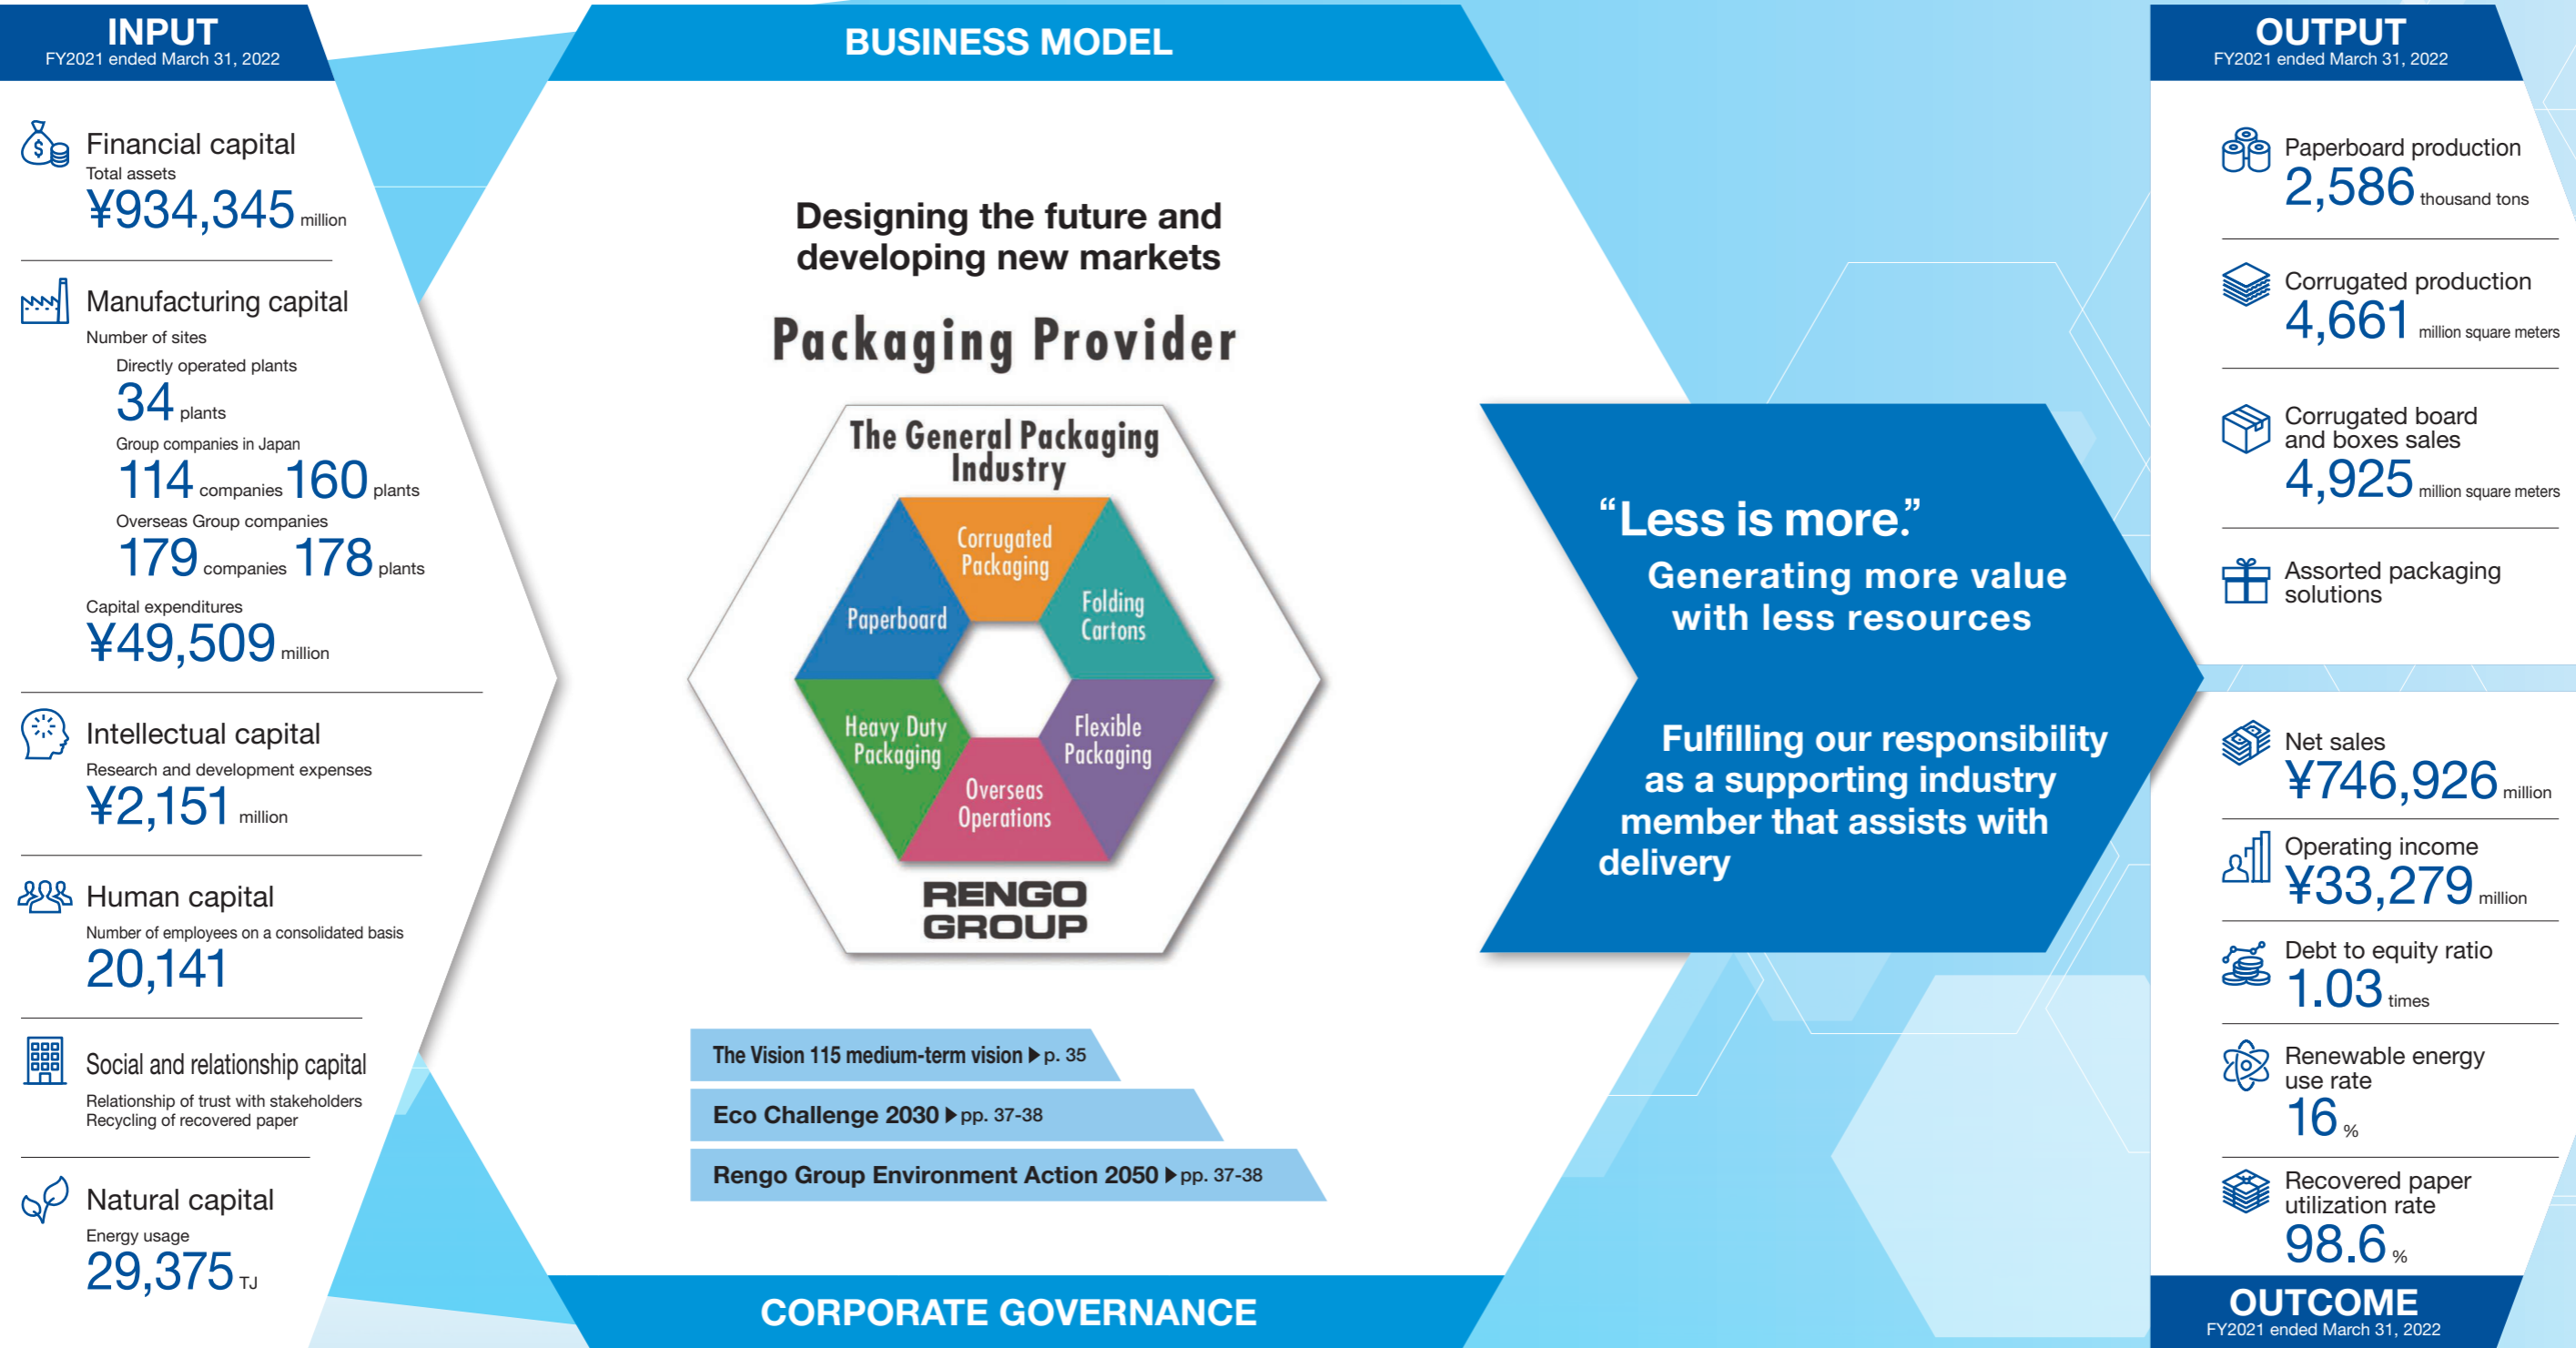 INPUT
FY2021 ended March 31, 2022
Financial capital
Total assets
¥934,345 million
Manufacturing capital
Number of sites
Directly operated plants
34 plants
Group companies in Japan
114 companies 160 plants
Overseas Group companies
179 companies 178 plants
Capital expenditures
¥49,509 million
Intellectual capital
Research and development expenses
¥2,151 million
Human capital
Number of employees on a consolidated basis
20,141
Social and relationship capital
Relationship of trust with stakeholders
Recycling of recovered paper
Natural capital
Energy usage
29,375 TJ
BUSINESS MODEL
Designing the future and
developing new markets
Packaging Provider
The General Packaging
Industry
Corrugated
Packaging
Folding
Cartons
Paperboard
Heavy Duty
Packaging
Flexible
Packaging
Overseas
Operations
RENGO
GROUP
The Vision 115 medium-term vision ▶p. 35
Eco Challenge 2030 ▶pp. 37-38
Rengo Group Environment Action 2050 ▶pp. 37-38
CORPORATE GOVERNANCE
“Less is more.”
Generating more value
with less resources
Fulfilling our responsibility
as a supporting industry
member that assists with
delivery
OUTPUT
FY2021 ended March 31, 2022
Paperboard production
2,586 thousand tons
Corrugated production
4,661 million square meters
Corrugated board
and boxes sales
4,925 million square meters
Assorted packaging
solutions
Net sales
¥746,926 million
Operating income
¥33,279 million
Debt to equity ratio
1.03 times
Renewable energy
use rate
16 %
Recovered paper
utilization rate
98.6 %
OUTCOME
FY2021 ended March 31, 2022